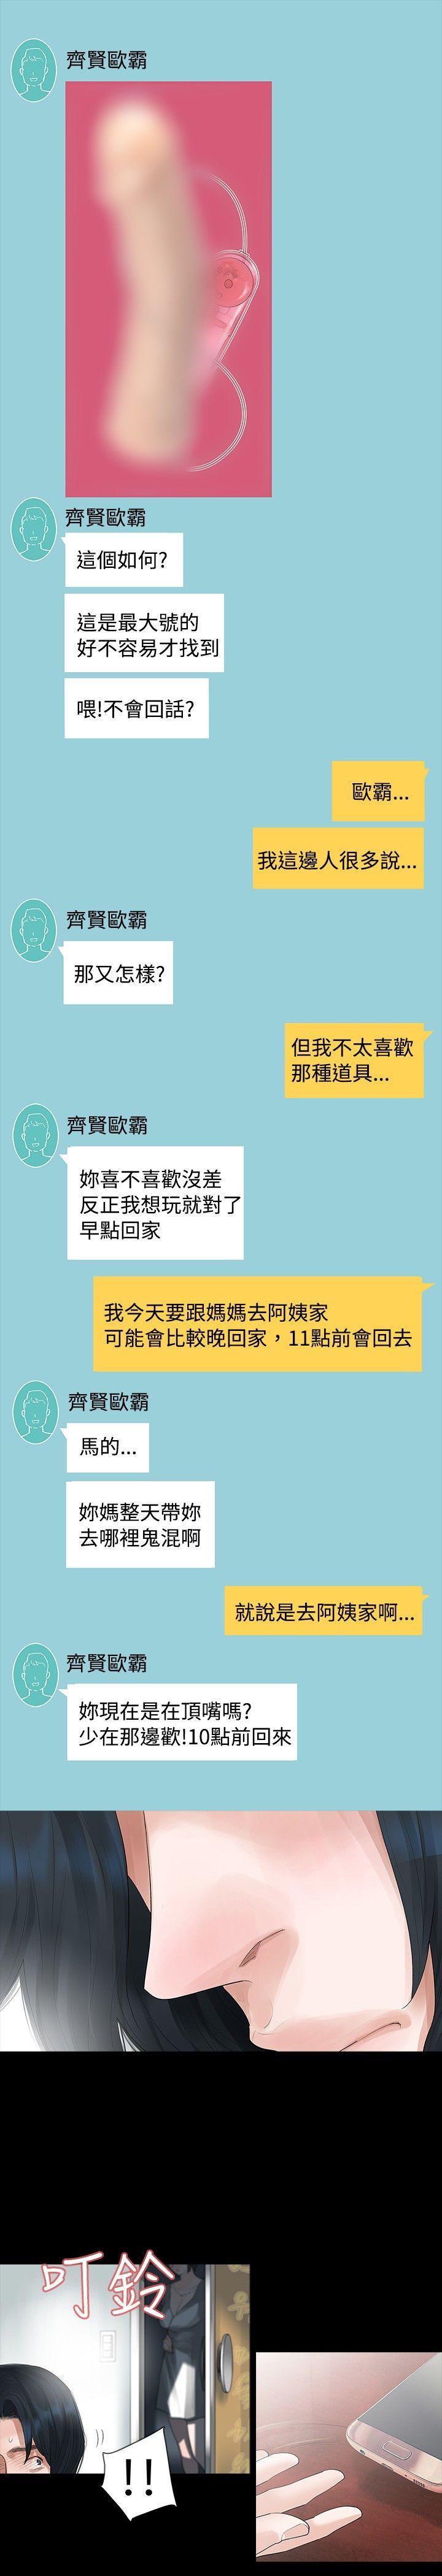 齊賢歐霸
齊賢歐霸
這個如何?
這是最大號的
好不容易才找到
喂!不會回話?
歐霸...
我這邊人很多說...
齊賢歐霸
那又怎樣?
但我不太喜歡
那種道具...
齊賢歐霸
妳喜不喜歡沒差
反正我想玩就對了
早點回家
我今天要跟媽媽去阿姨家
可能會比較晚回家，11點前會回去
齊賢歐霸
馬的...
妳媽整天帶妳
去哪裡鬼混啊
就說是去阿姨家啊...
齊賢歐霸
妳現在是在頂嘴嗎?
少在那邊歡!10點前回來
叮鈴
!!